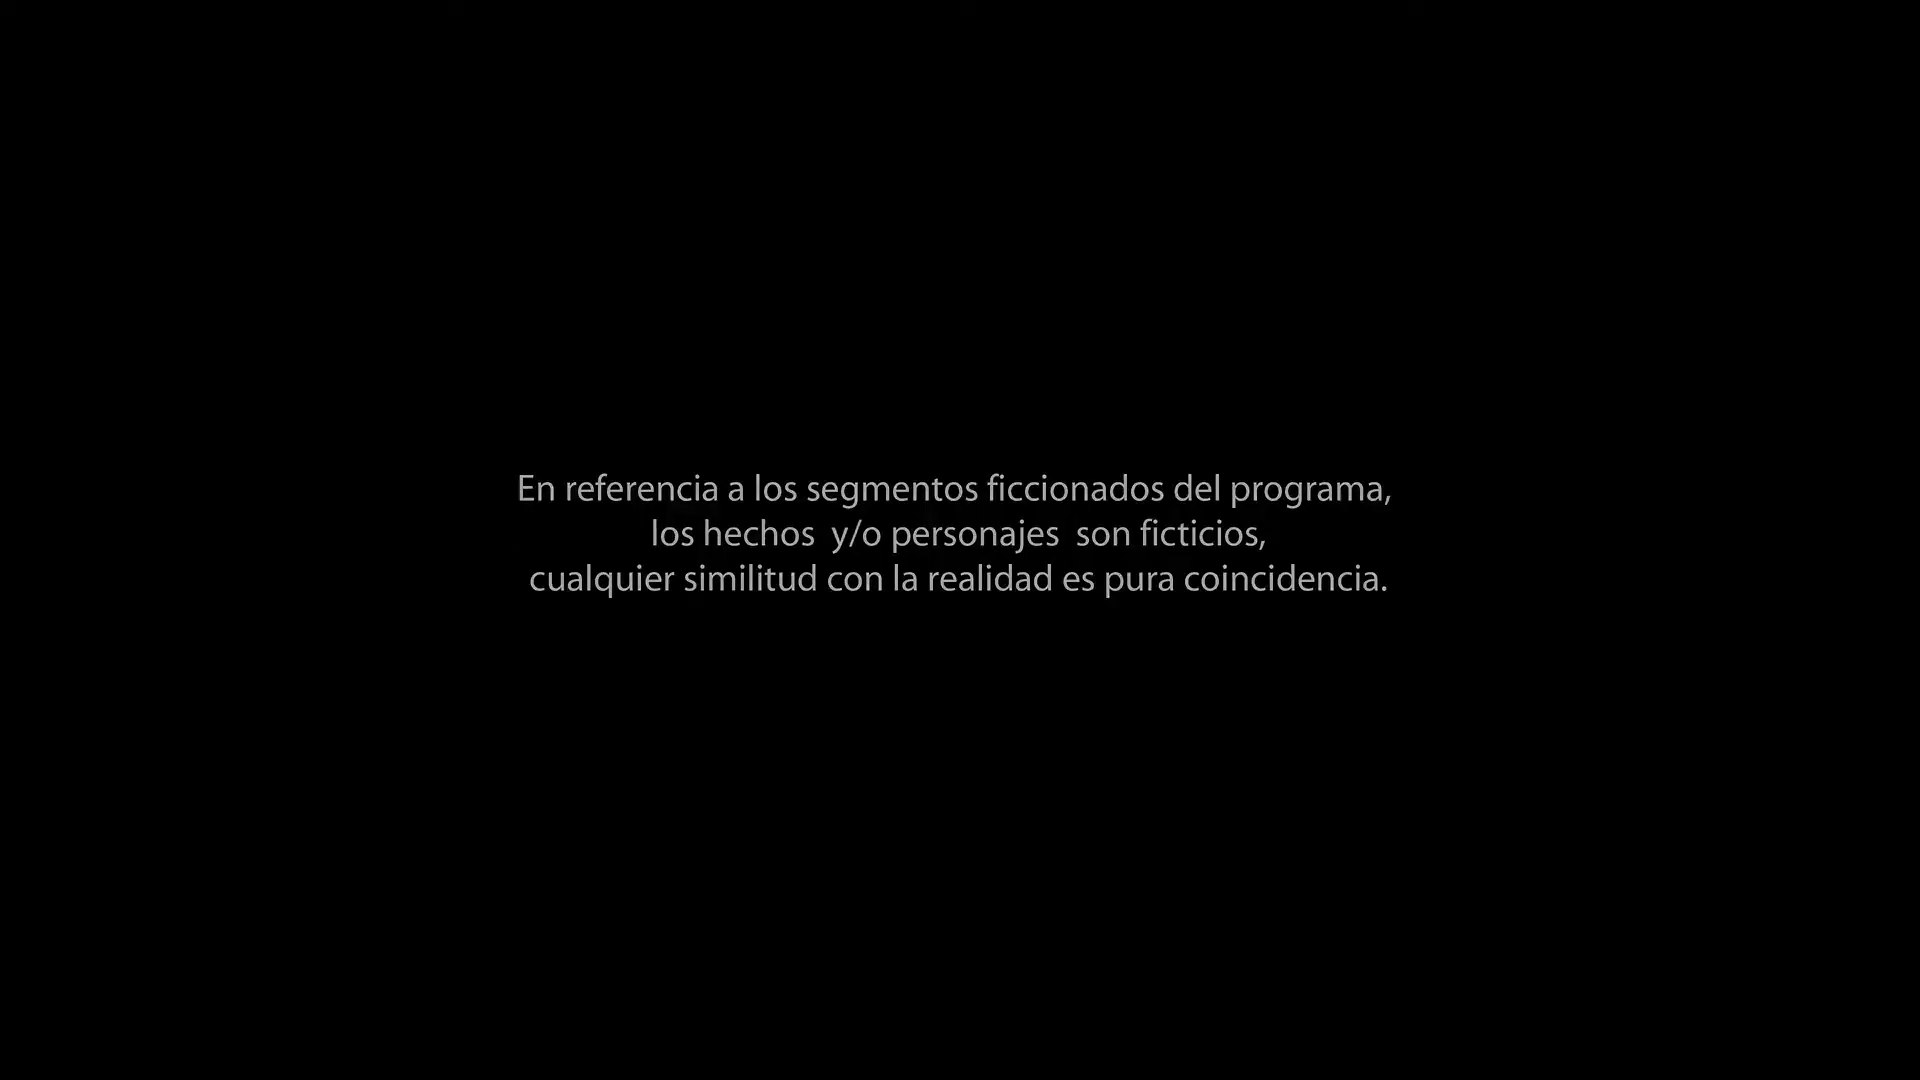 En referencia a los segmentos ficcionados del programa,
los hechos  y/o personajes  son ficticios,
cualquier similitud con la realidad es pura coincidencia.